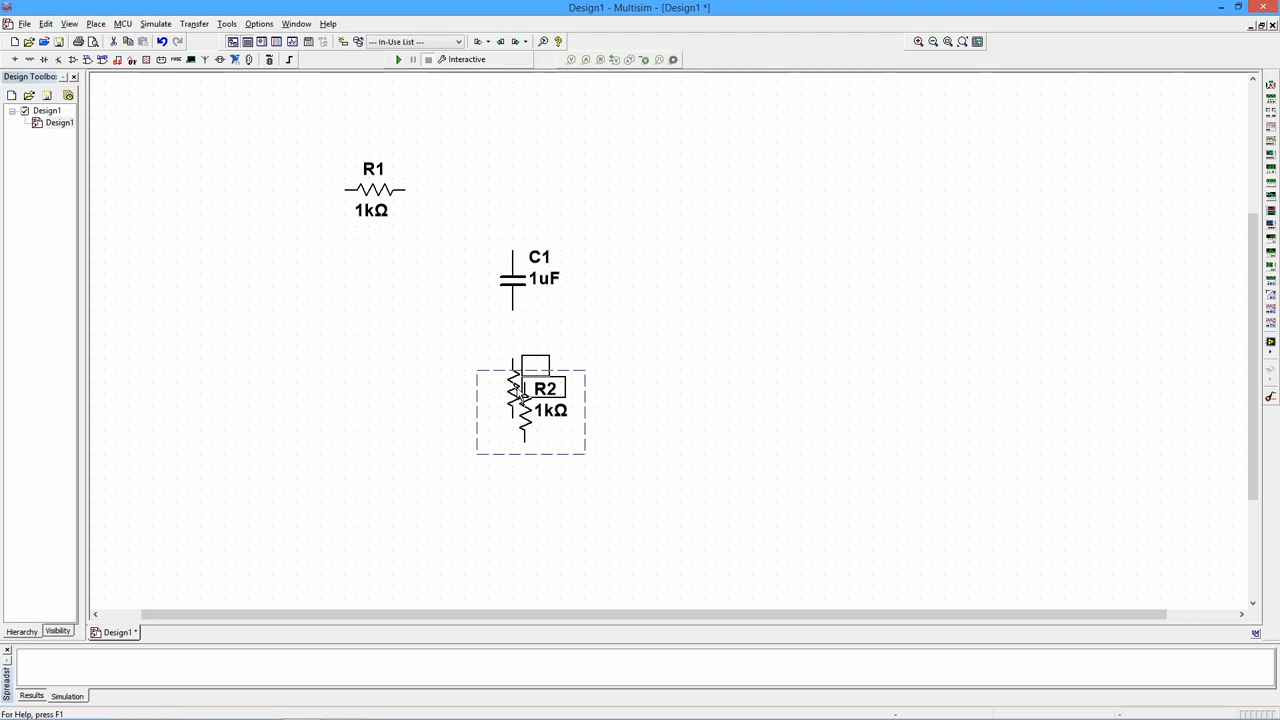 Design1 - Multisim - [Design1 *]
File Edit View Place MCU Simulate Transfer Tools Options Window Help
--- In-Use List ---
Interactive
Design Toolbox
Design1
Design1
R1
1kΩ
C1
1uF
R2
1kΩ
Hierarchy Visibility
Design1 *
Spreadsh
Results Simulation
For Help, press F1